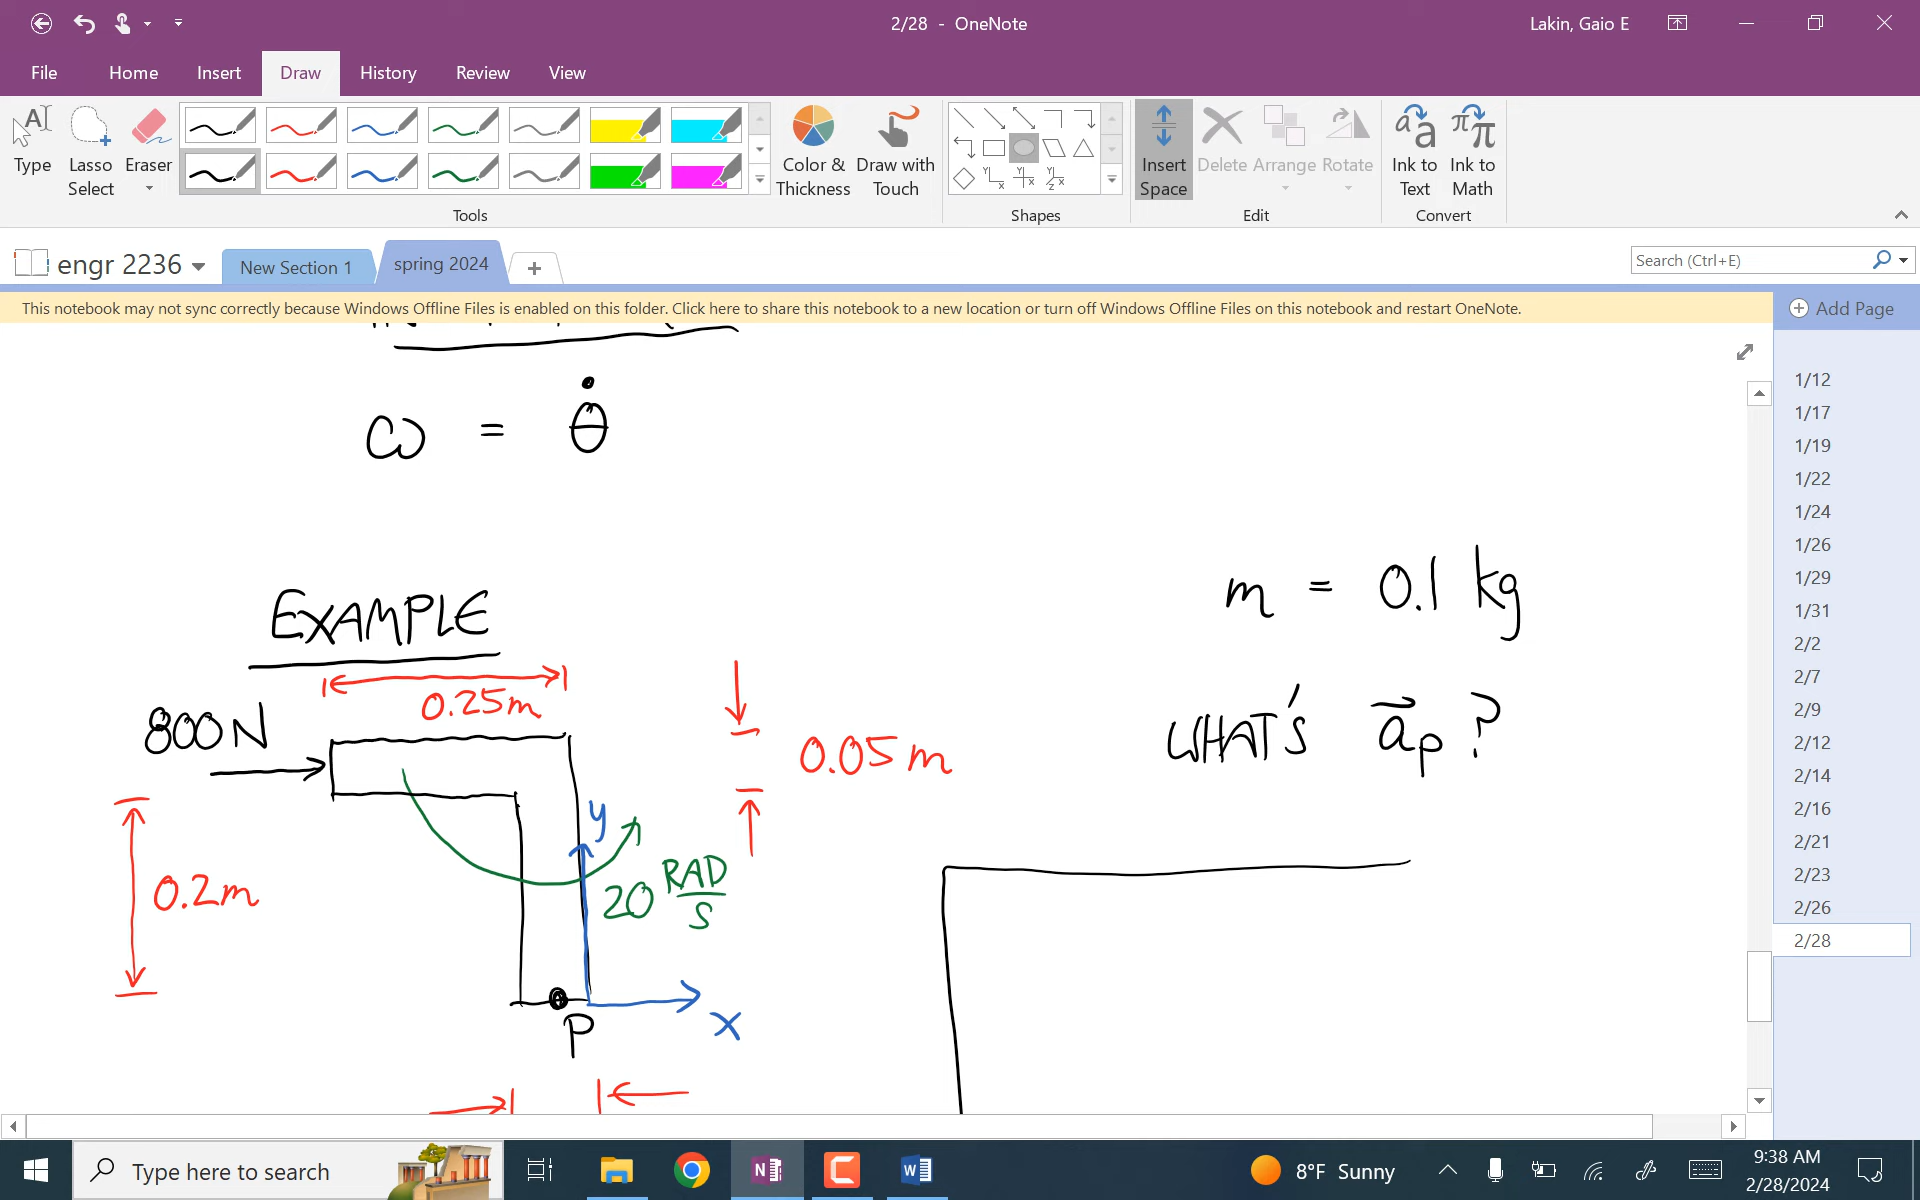 2/28 - OneNote
Lakin, Gaio E
File Home Insert Draw History Review View
Type
Lasso Select
Eraser
Color & Thickness
Draw with Touch
Insert Space
Delete
Arrange
Rotate
Ink to Text
Ink to Math
Tools
Shapes
Edit
Convert
engr 2236
New Section 1
spring 2024
Search (Ctrl+E)
This notebook may not sync correctly because Windows Offline Files is enabled on this folder. Click here to share this notebook to a new location or turn off Windows Offline Files on this notebook and restart OneNote.
Add Page
1/12
1/17
1/19
1/22
1/24
1/26
1/29
1/31
2/2
2/7
2/9
2/12
2/14
2/16
2/21
2/23
2/26
2/28
ω = θ̇
m = 0.1 kg
EXAMPLE
0.25m
800N
0.05m
WHAT'S a⃗p ?
y
0.2m
20 RAD/S
P
x
Type here to search
8°F Sunny
9:38 AM
2/28/2024